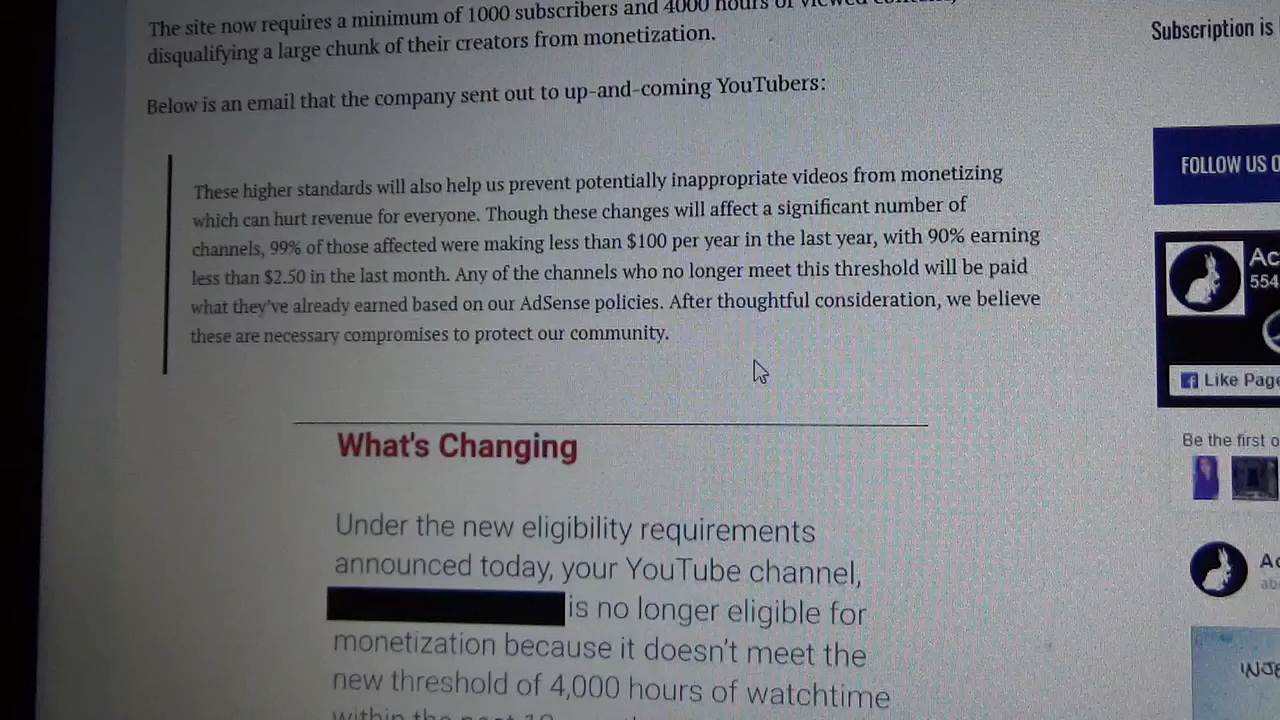 The site now requires a minimum of 1000 subscribers and 4000 hours of viewed
disqualifying a large chunk of their creators from monetization.
Below is an email that the company sent out to up-and-coming YouTubers:
These higher standards will also help us prevent potentially inappropriate videos from monetizing
which can hurt revenue for everyone. Though these changes will affect a significant number of
channels, 99% of those affected were making less than $100 per year in the last year, with 90% earning
less than $2.50 in the last month. Any of the channels who no longer meet this threshold will be paid
what they've already earned based on our AdSense policies. After thoughtful consideration, we believe
these are necessary compromises to protect our community.
What's Changing
Under the new eligibility requirements
announced today, your YouTube channel,
is no longer eligible for
monetization because it doesn't meet the
new threshold of 4,000 hours of watchtime
within the past
Subscription is
FOLLOW US O
Ac
554
Like Page
Be the first o
Ac
ab